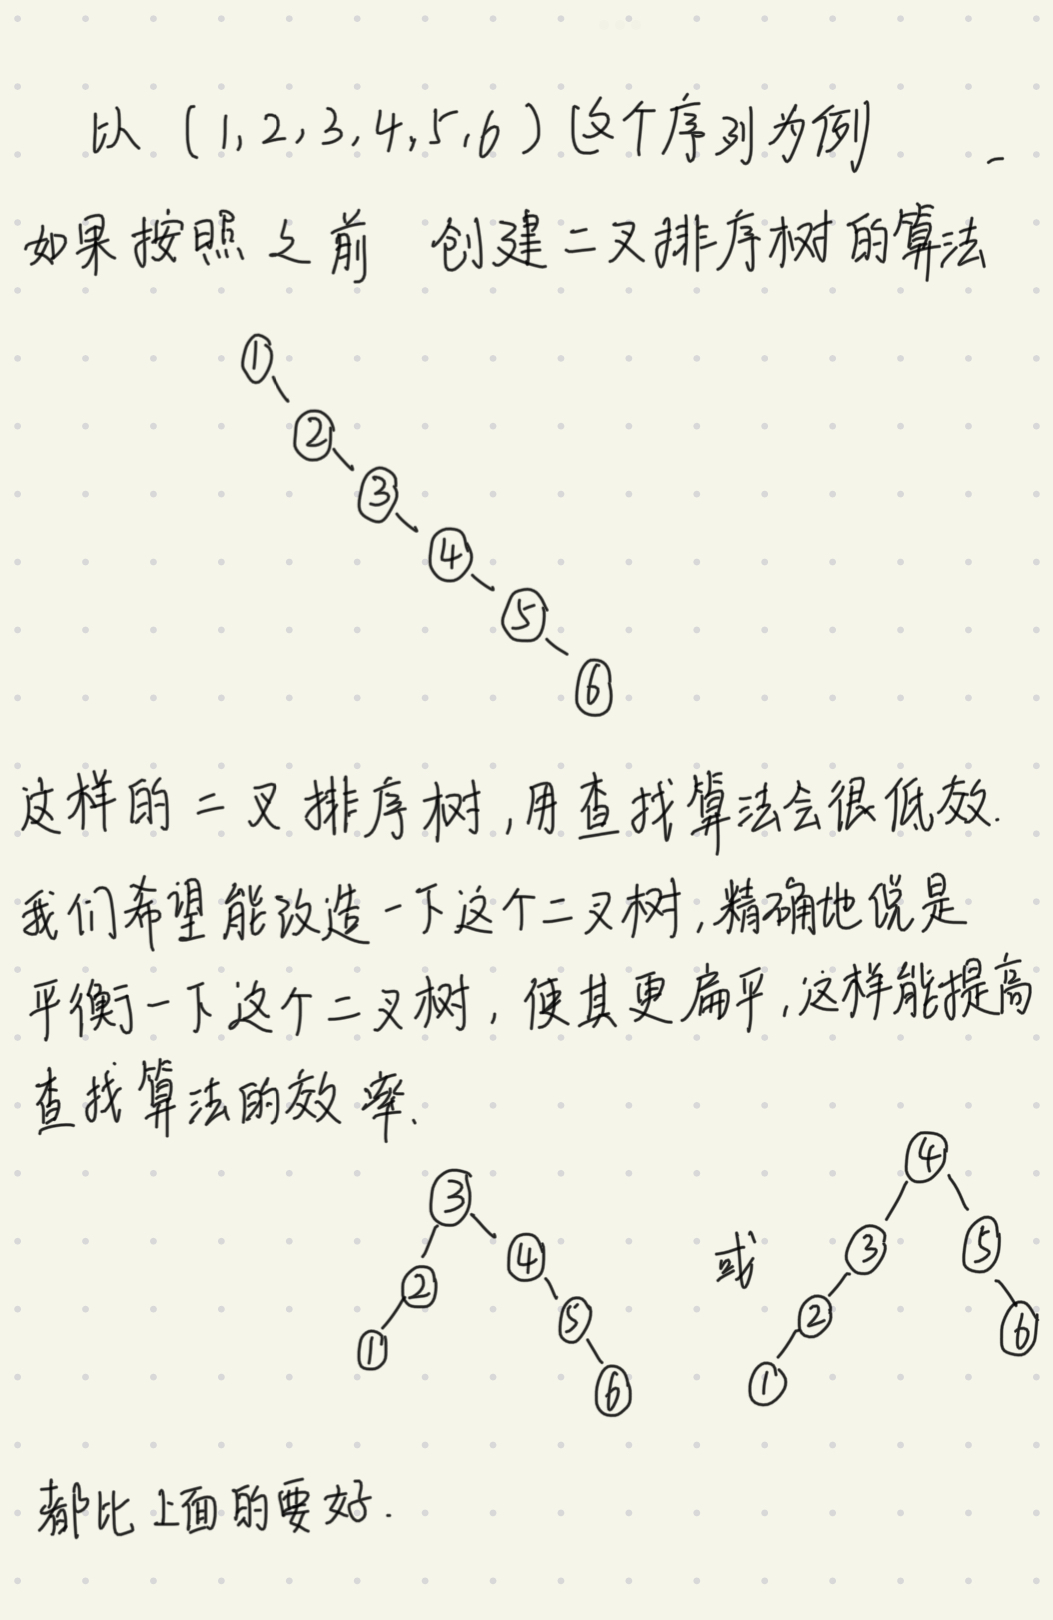 以 (1,2,3,4,5,6) 这个序列为例
如果按照之前 创建二叉排序树的算法
1
2
3
4
5
6
这样的二叉排序树,用查找算法会很低效.
我们希望能改造一下这个二叉树,精确地说是
平衡一下这个二叉树,使其更扁平,这样能提高
查找算法的效率.
3
2 4
1 5
6
或
4
3 5
2 6
1
都比上面的要好.